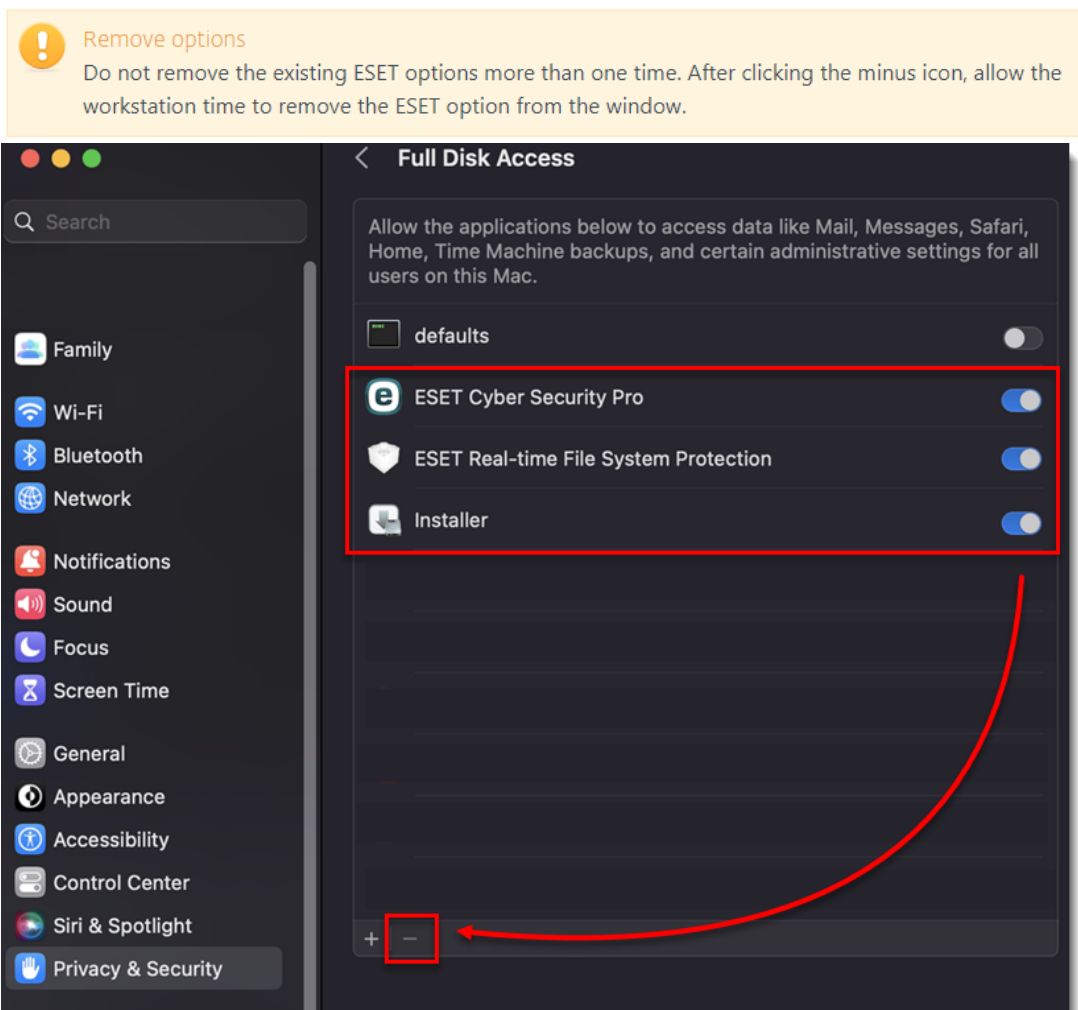 Remove options
Do not remove the existing ESET options more than one time. After clicking the minus icon, allow the
workstation time to remove the ESET option from the window.
Full Disk Access
Search
Allow the applications below to access data like Mail, Messages, Safari,
Home, Time Machine backups, and certain administrative settings for all
users on this Mac.
defaults
ESET Cyber Security Pro
ESET Real-time File System Protection
Installer
Family
Wi-Fi
Bluetooth
Network
Notifications
Sound
Focus
Screen Time
General
Appearance
Accessibility
Control Center
Siri & Spotlight
Privacy & Security